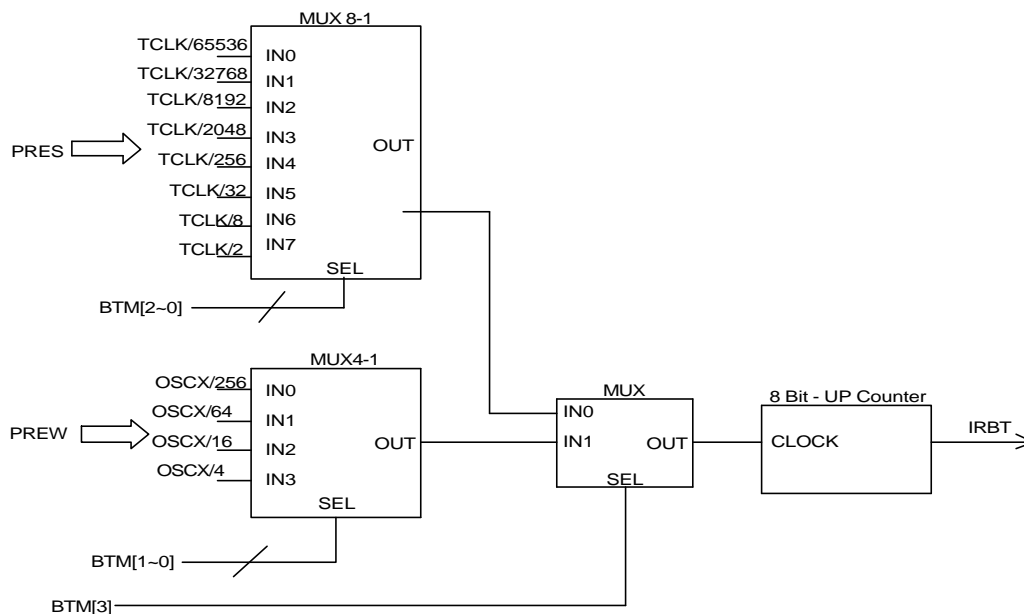 MUX 8-1
TCLK/65536
IN0
TCLK/32768
IN1
TCLK/8192
IN2
TCLK/2048
IN3
PRES
OUT
TCLK/256
IN4
TCLK/32
IN5
TCLK/8
IN6
TCLK/2
IN7
SEL
BTM[2~0]
MUX4-1
OSCX/256
IN0
OSCX/64
IN1
PREW
OSCX/16
IN2
OUT
OSCX/4
IN3
SEL
BTM[1~0]
MUX
IN0
IN1
OUT
SEL
8 Bit - UP Counter
CLOCK
IRBT
BTM[3]